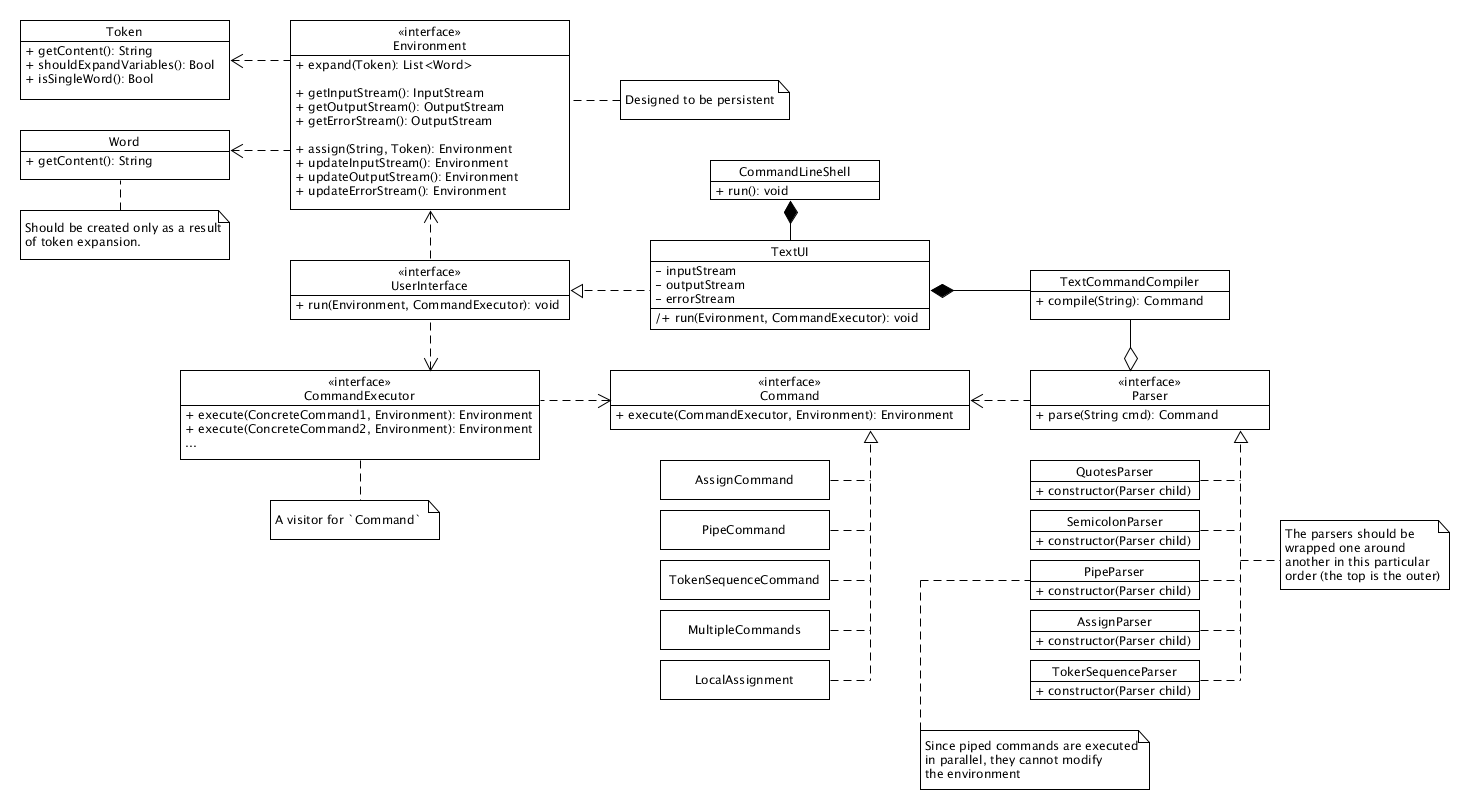 Token
+ getContent(): String
+ shouldExpandVariables(): Bool
+ isSingleWord(): Bool
«interface»
Environment
+ expand(Token): List<Word>
+ getInputStream(): InputStream
+ getOutputStream(): OutputStream
+ getErrorStream(): OutputStream
+ assign(String, Token): Environment
+ updateInputStream(): Environment
+ updateOutputStream(): Environment
+ updateErrorStream(): Environment
Designed to be persistent
Word
+ getContent(): String
Should be created only as a result
of token expansion.
CommandLineShell
+ run(): void
«interface»
UserInterface
+ run(Environment, CommandExecutor): void
TextUI
– inputStream
– outputStream
– errorStream
/+ run(Evironment, CommandExecutor): void
TextCommandCompiler
+ compile(String): Command
«interface»
CommandExecutor
+ execute(ConcreteCommand1, Environment): Environment
+ execute(ConcreteCommand2, Environment): Environment
...
A visitor for `Command`
«interface»
Command
+ execute(CommandExecutor, Environment): Environment
«interface»
Parser
+ parse(String cmd): Command
AssignCommand
PipeCommand
TokenSequenceCommand
MultipleCommands
LocalAssignment
QuotesParser
+ constructor(Parser child)
SemicolonParser
+ constructor(Parser child)
PipeParser
+ constructor(Parser child)
AssignParser
+ constructor(Parser child)
TokerSequenceParser
+ constructor(Parser child)
The parsers should be
wrapped one around
another in this particular
order (the top is the outer)
Since piped commands are executed
in parallel, they cannot modify
the environment